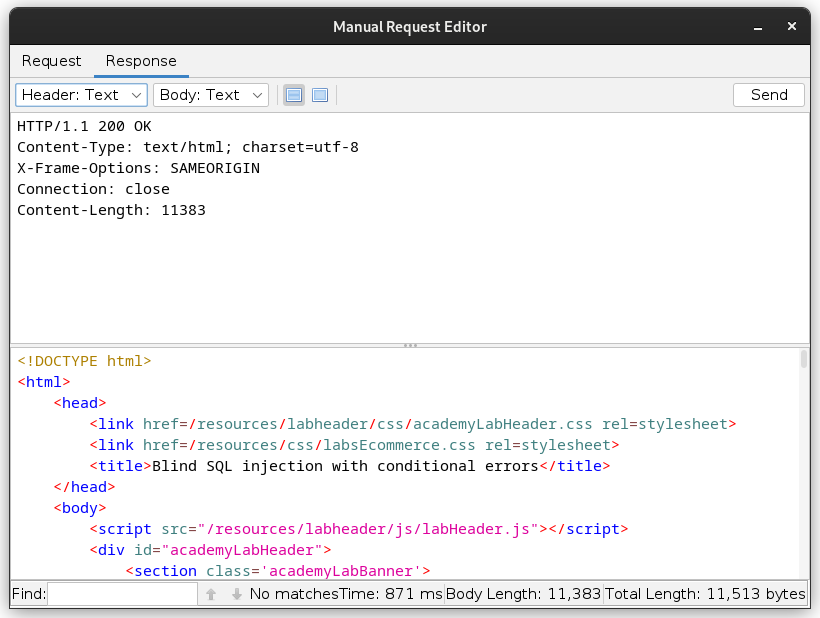 Manual Request Editor
Request Response
Header: Text Body: Text Send
HTTP/1.1 200 OK
Content-Type: text/html; charset=utf-8
X-Frame-Options: SAMEORIGIN
Connection: close
Content-Length: 11383
<!DOCTYPE html>
<html>
<head>
<link href=/resources/labheader/css/academyLabHeader.css rel=stylesheet>
<link href=/resources/css/labsEcommerce.css rel=stylesheet>
<title>Blind SQL injection with conditional errors</title>
</head>
<body>
<script src="/resources/labheader/js/labHeader.js"></script>
<div id="academyLabHeader">
<section class='academyLabBanner'>
Find: No matches Time: 871 ms Body Length: 11,383 Total Length: 11,513 bytes